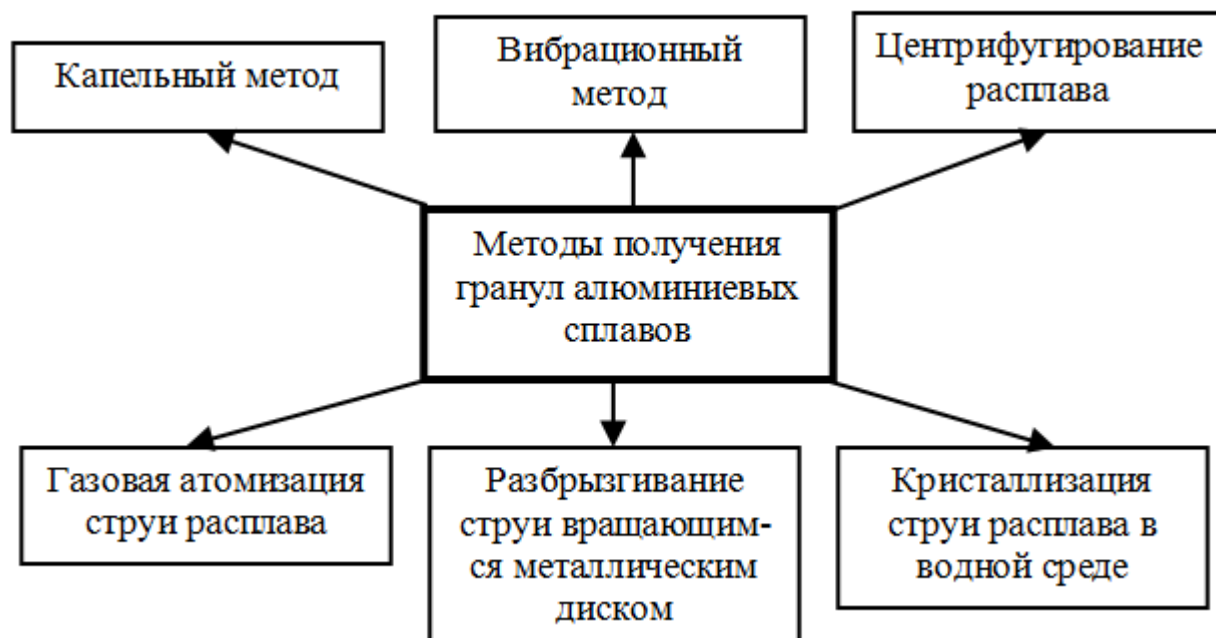 Капельный метод
Вибрационный
метод
Центрифугирование
расплава
Методы получения
гранул алюминиевых
сплавов
Газовая атомизация
струи расплава
Разбрызгивание
струи вращающим-
ся металлическим
диском
Кристаллизация
струи расплава в
водной среде